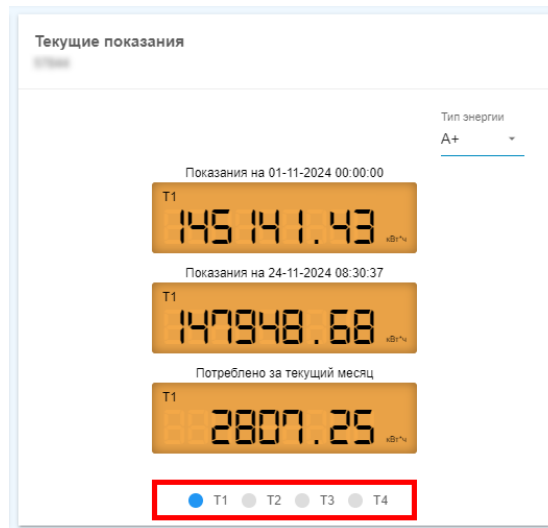 Текущие показания
Тип энергии
A+
Показания на 01-11-2024 00:00:00
T1
145141.43 кВт*ч
Показания на 24-11-2024 08:30:37
T1
147948.68 кВт*ч
Потреблено за текущий месяц
T1
2807.25 кВт*ч
T1 T2 T3 T4